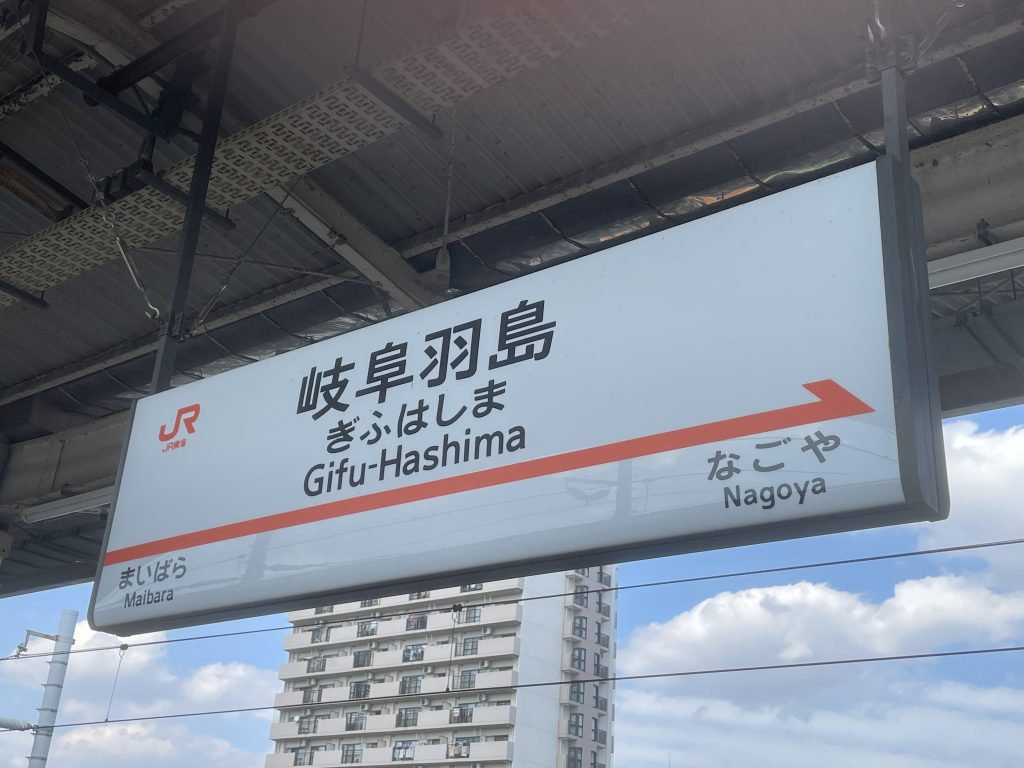 JR
JR東海
岐阜羽島
ぎふはしま
Gifu-Hashima
まいばら
Maibara
なごや
Nagoya